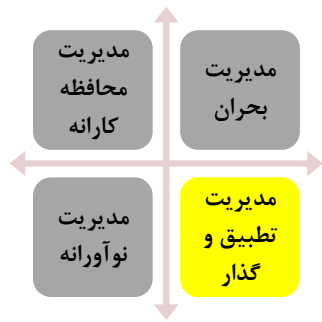 مدیریت
بحران
مدیریت
محافظه
کارانه
مدیریت
تطبیق و
گذار
مدیریت
نوآورانه